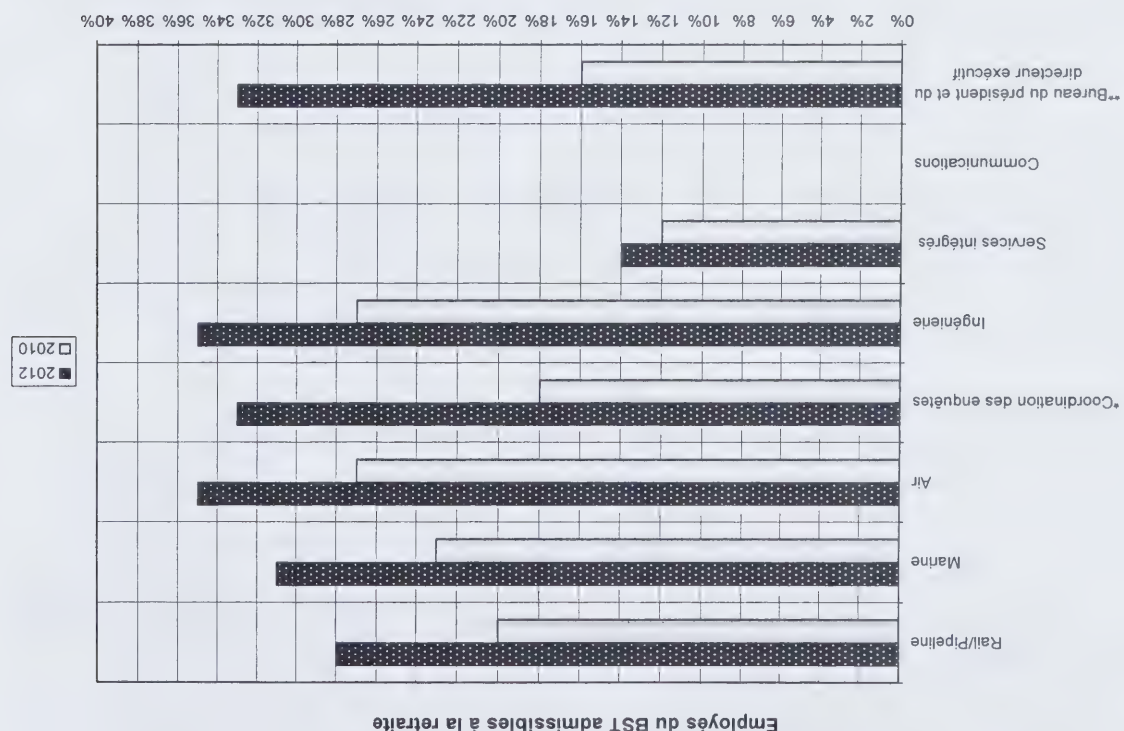 Employés du BST admissibles à la retraite
Rail/Pipeline
Marine
Air
*Coordination des enquêtes
Ingénierie
Services intégrés
Communications
**Bureau du président et du
directeur exécutif
0% 2% 4% 6% 8% 10% 12% 14% 16% 18% 20% 22% 24% 26% 28% 30% 32% 34% 36% 38% 40%
2012
2010